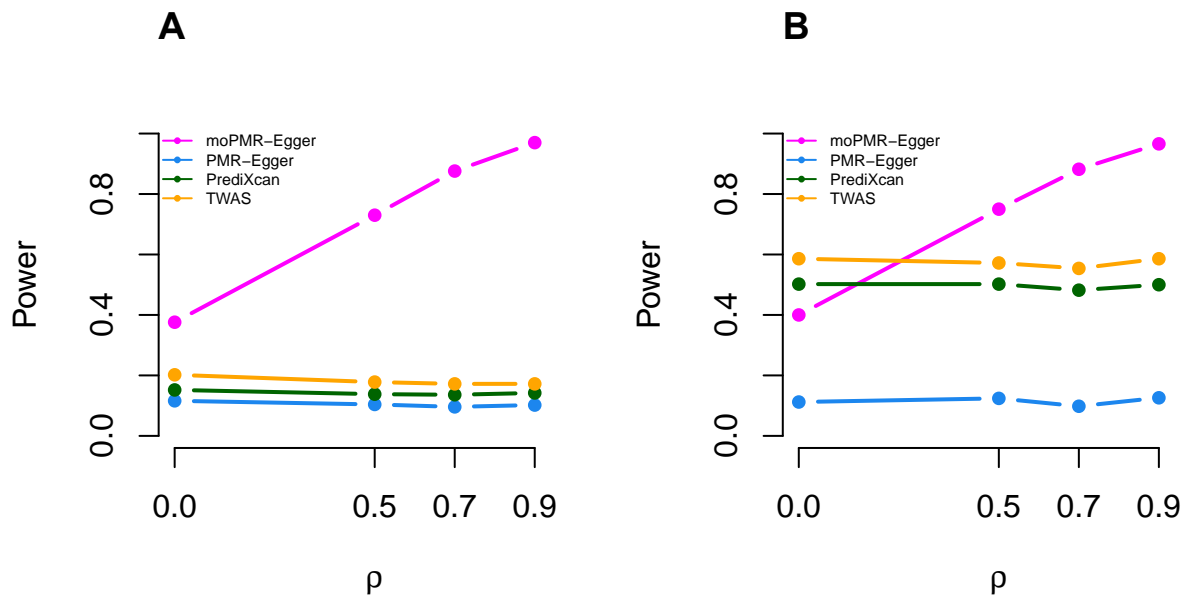 A
moPMR−Egger
PMR−Egger
PrediXcan
TWAS
Power
0.0
0.4
0.8
0.0 0.5 0.7 0.9
ρ
B
moPMR−Egger
PMR−Egger
PrediXcan
TWAS
Power
0.0
0.4
0.8
0.0 0.5 0.7 0.9
ρ